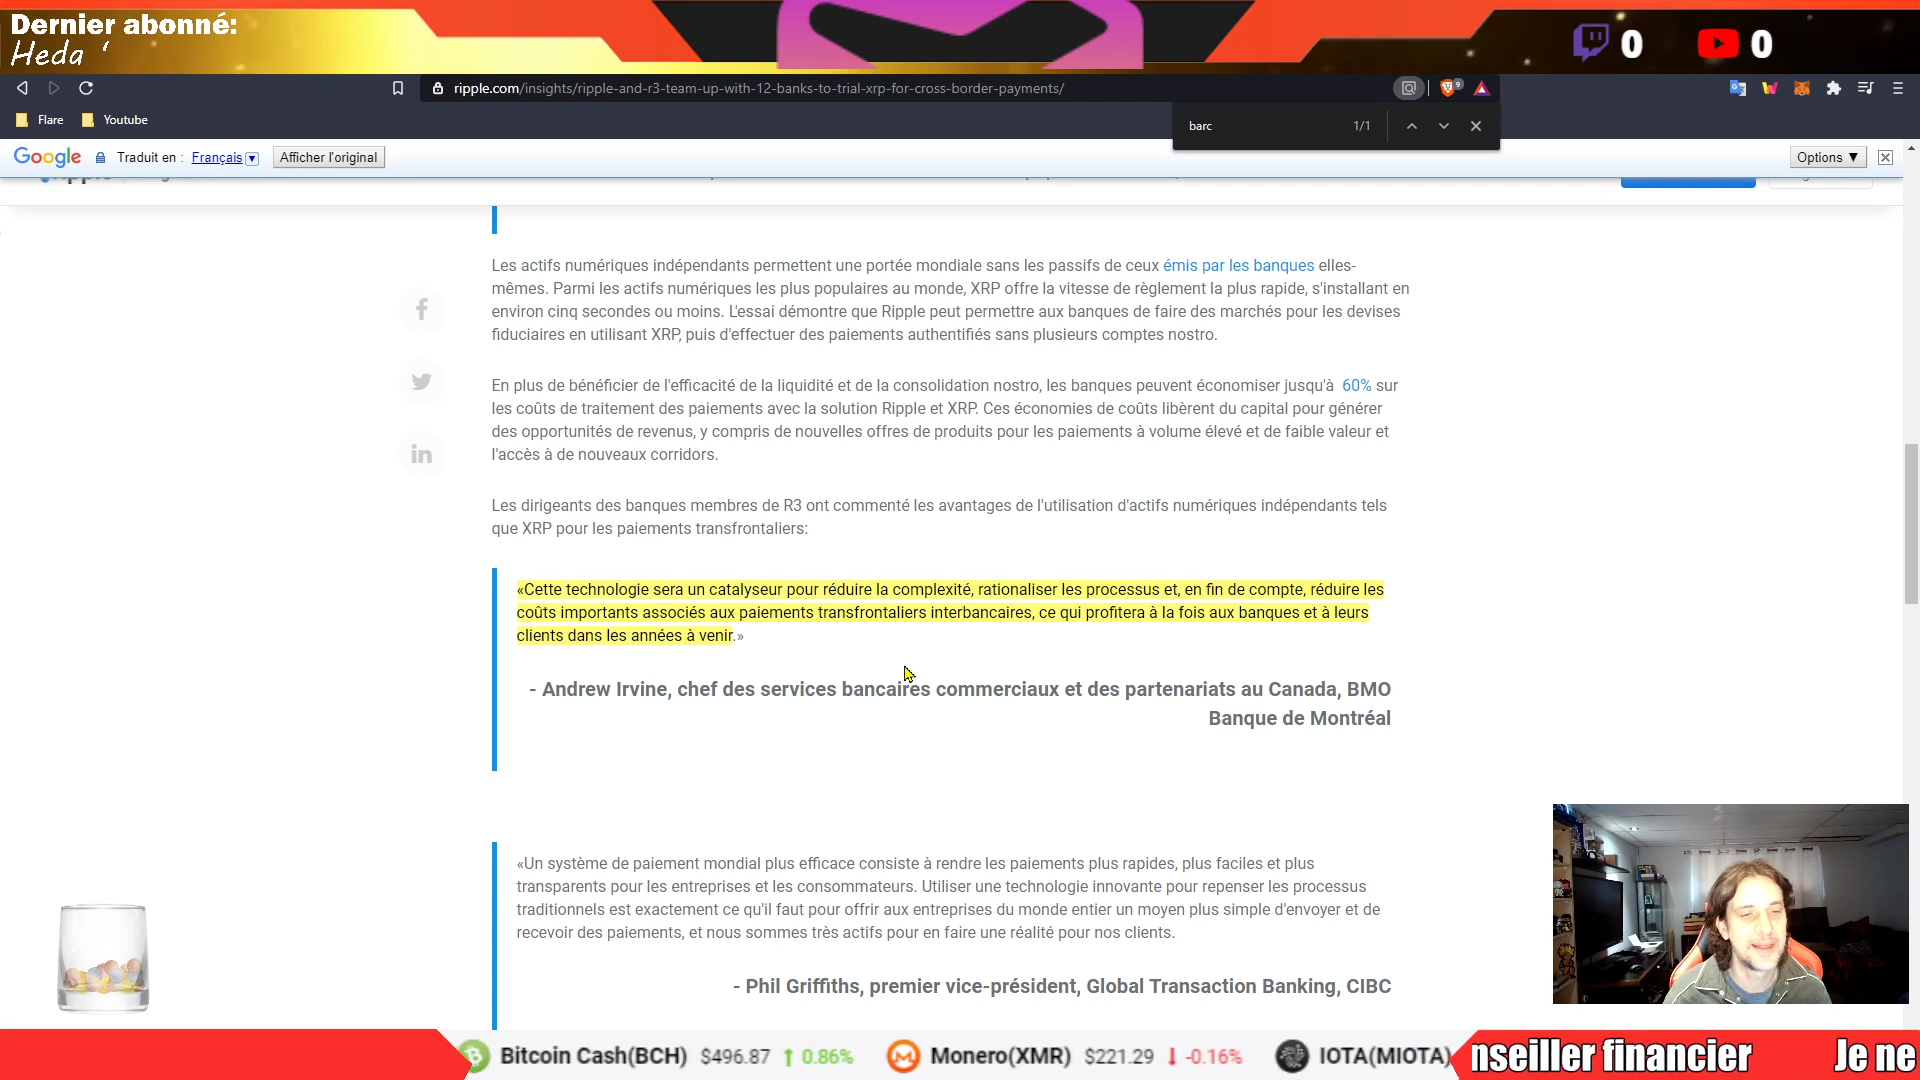 Dernier abonné:
Heda ‘
0
0
ripple.com/insights/ripple-and-r3-team-up-with-12-banks-to-trial-xrp-for-cross-border-payments/
9
Flare
Youtube
barc
1/1
Google
Traduit en :
Français
Afficher l'original
Options ▼
Les actifs numériques indépendants permettent une portée mondiale sans les passifs de ceux émis par les banques elles-
mêmes. Parmi les actifs numériques les plus populaires au monde, XRP offre la vitesse de règlement la plus rapide, s'installant en
environ cinq secondes ou moins. L'essai démontre que Ripple peut permettre aux banques de faire des marchés pour les devises
fiduciaires en utilisant XRP, puis d'effectuer des paiements authentifiés sans plusieurs comptes nostro.
En plus de bénéficier de l'efficacité de la liquidité et de la consolidation nostro, les banques peuvent économiser jusqu'à 60% sur
les coûts de traitement des paiements avec la solution Ripple et XRP. Ces économies de coûts libèrent du capital pour générer
des opportunités de revenus, y compris de nouvelles offres de produits pour les paiements à volume élevé et de faible valeur et
l'accès à de nouveaux corridors.
Les dirigeants des banques membres de R3 ont commenté les avantages de l'utilisation d'actifs numériques indépendants tels
que XRP pour les paiements transfrontaliers:
«Cette technologie sera un catalyseur pour réduire la complexité, rationaliser les processus et, en fin de compte, réduire les
coûts importants associés aux paiements transfrontaliers interbancaires, ce qui profitera à la fois aux banques et à leurs
clients dans les années à venir.»
- Andrew Irvine, chef des services bancaires commerciaux et des partenariats au Canada, BMO
Banque de Montréal
«Un système de paiement mondial plus efficace consiste à rendre les paiements plus rapides, plus faciles et plus
transparents pour les entreprises et les consommateurs. Utiliser une technologie innovante pour repenser les processus
traditionnels est exactement ce qu'il faut pour offrir aux entreprises du monde entier un moyen plus simple d'envoyer et de
recevoir des paiements, et nous sommes très actifs pour en faire une réalité pour nos clients.
- Phil Griffiths, premier vice-président, Global Transaction Banking, CIBC
Bitcoin Cash(BCH) $496.87 ↑ 0.86%
Monero(XMR) $221.29 ↓ -0.16%
IOTA(MIOTA)
nseiller financier
Je ne